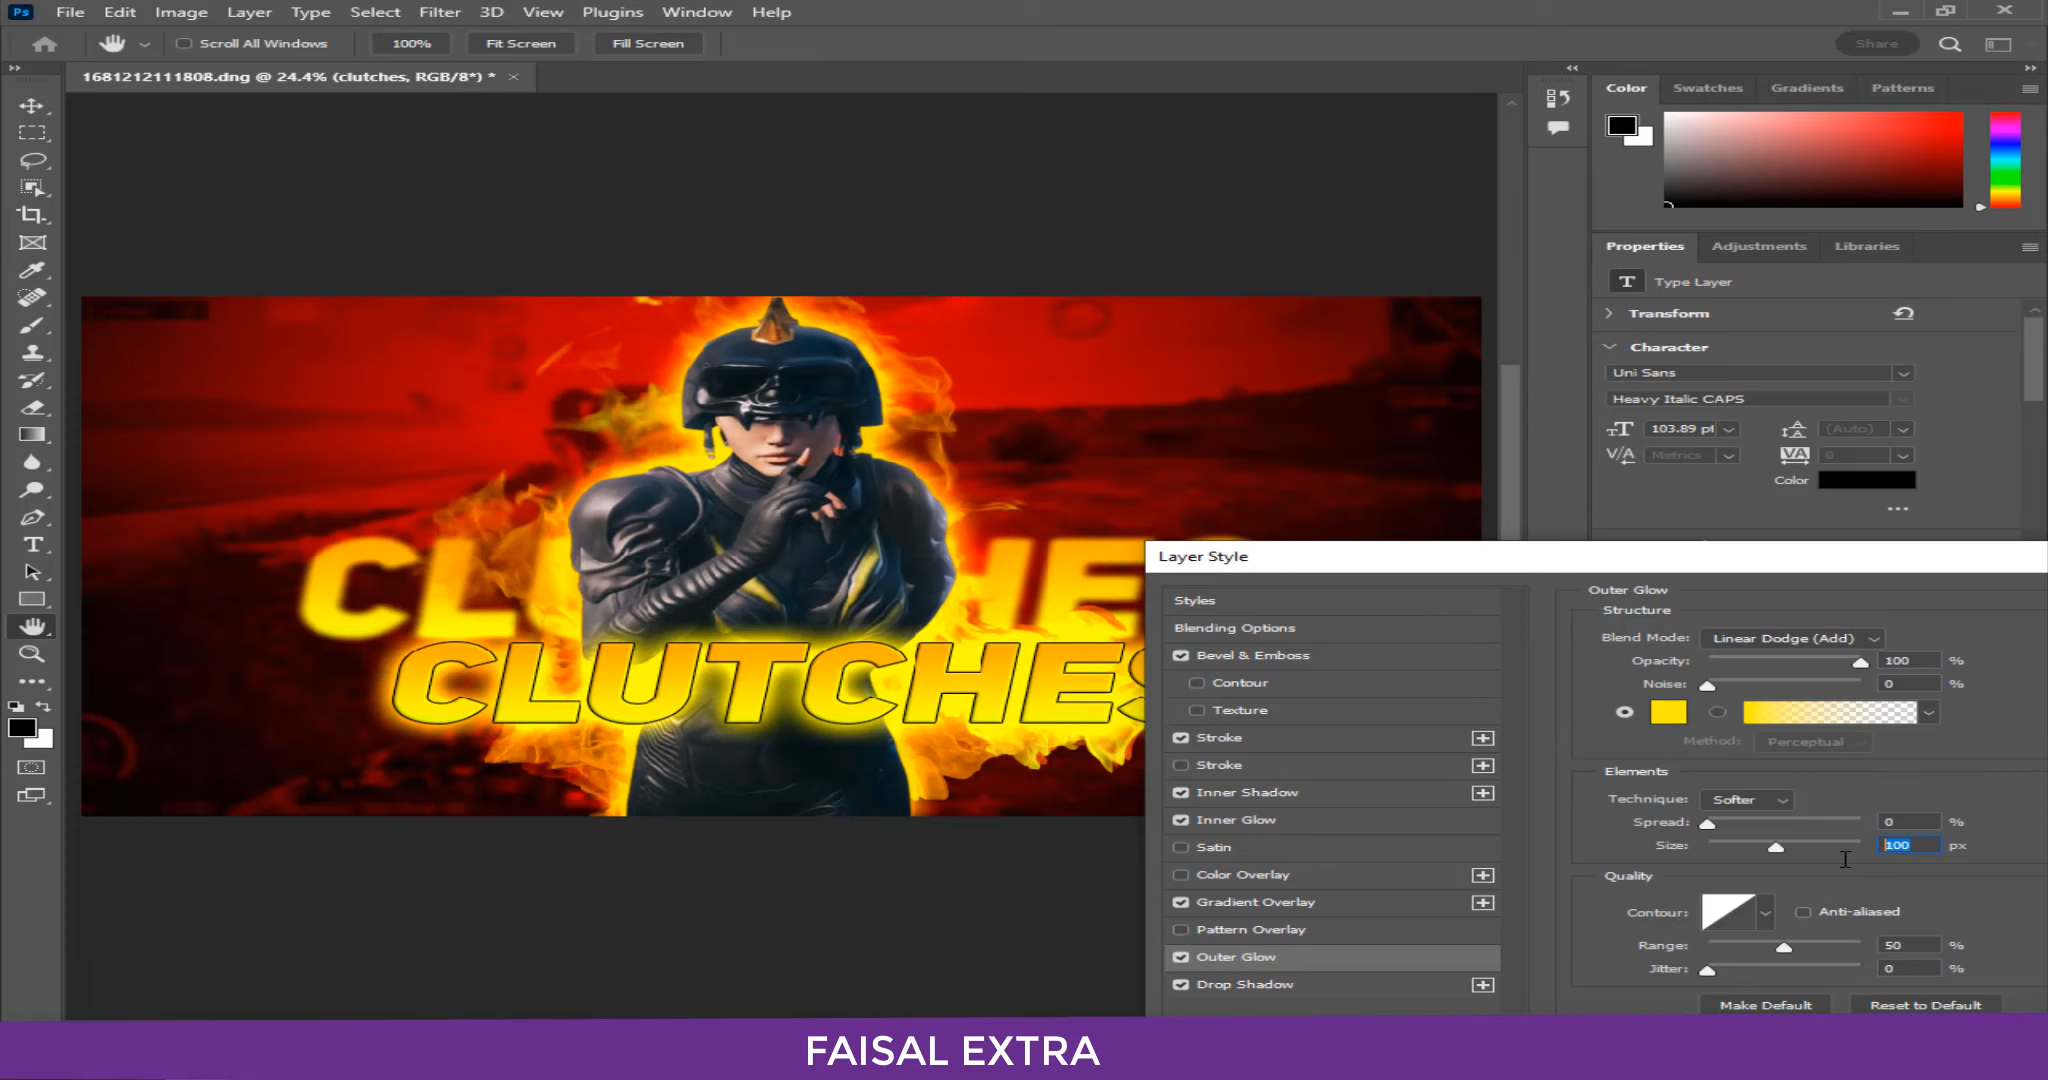 Ps File Edit Image Layer Type Select Filter 3D View Plugins Window Help
Scroll All Windows 100% Fit Screen Fill Screen Share
1681212111808.dng @ 24.4% (clutches, RGB/8*) *
Color Swatches Gradients Patterns
Properties Adjustments Libraries
T Type Layer
Transform
Character
Uni Sans
Heavy Italic CAPS
103.89 pt (Auto)
Metrics 0
Color
CLUTCHES
Layer Style
Styles
Blending Options
Bevel & Emboss
Contour
Texture
Stroke
Stroke
Inner Shadow
Inner Glow
Satin
Color Overlay
Gradient Overlay
Pattern Overlay
Outer Glow
Drop Shadow
Outer Glow
Structure
Blend Mode: Linear Dodge (Add)
Opacity: 100 %
Noise: 0 %
Method: Perceptual
Elements
Technique: Softer
Spread: 0 %
Size: 100 px
Quality
Contour: Anti-aliased
Range: 50 %
Jitter: 0 %
Make Default Reset to Default
FAISAL EXTRA